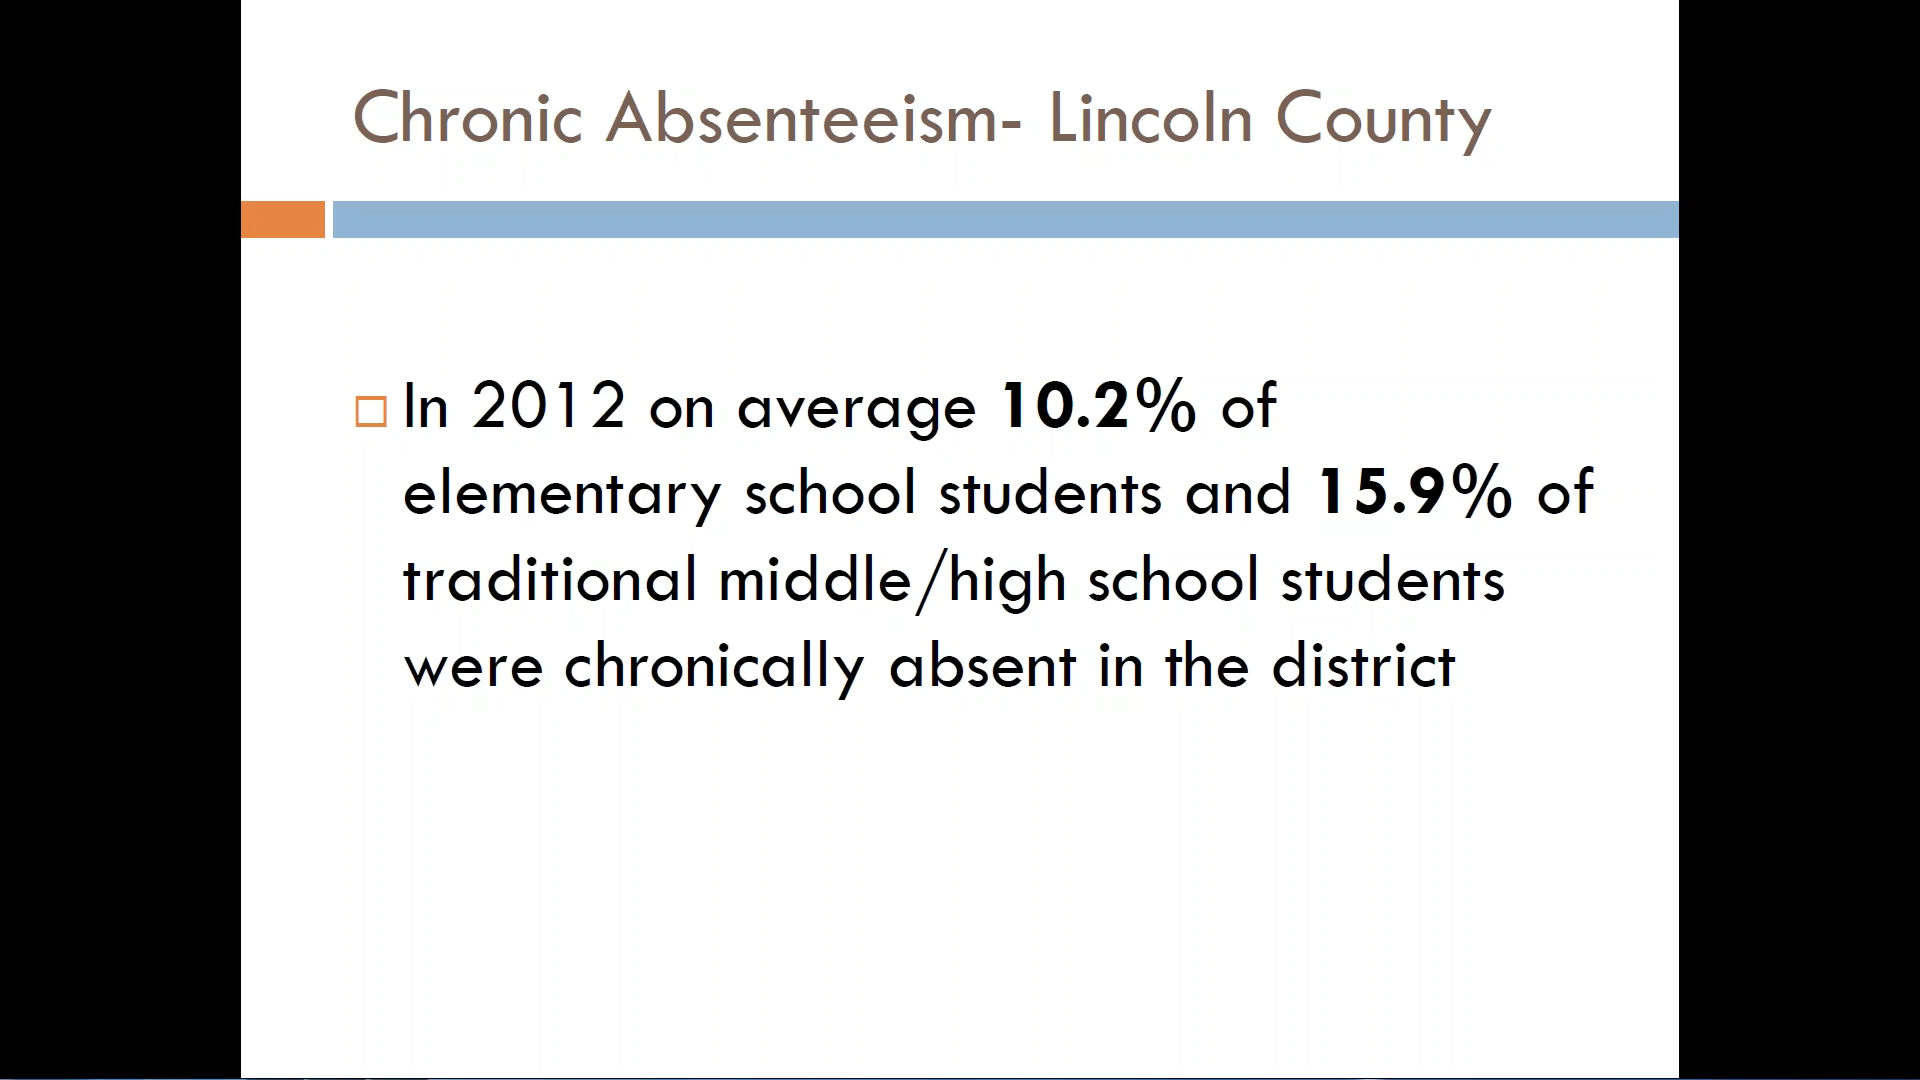 Chronic Absenteeism- Lincoln County
In 2012 on average 10.2% of
elementary school students and 15.9% of
traditional middle/high school students
were chronically absent in the district